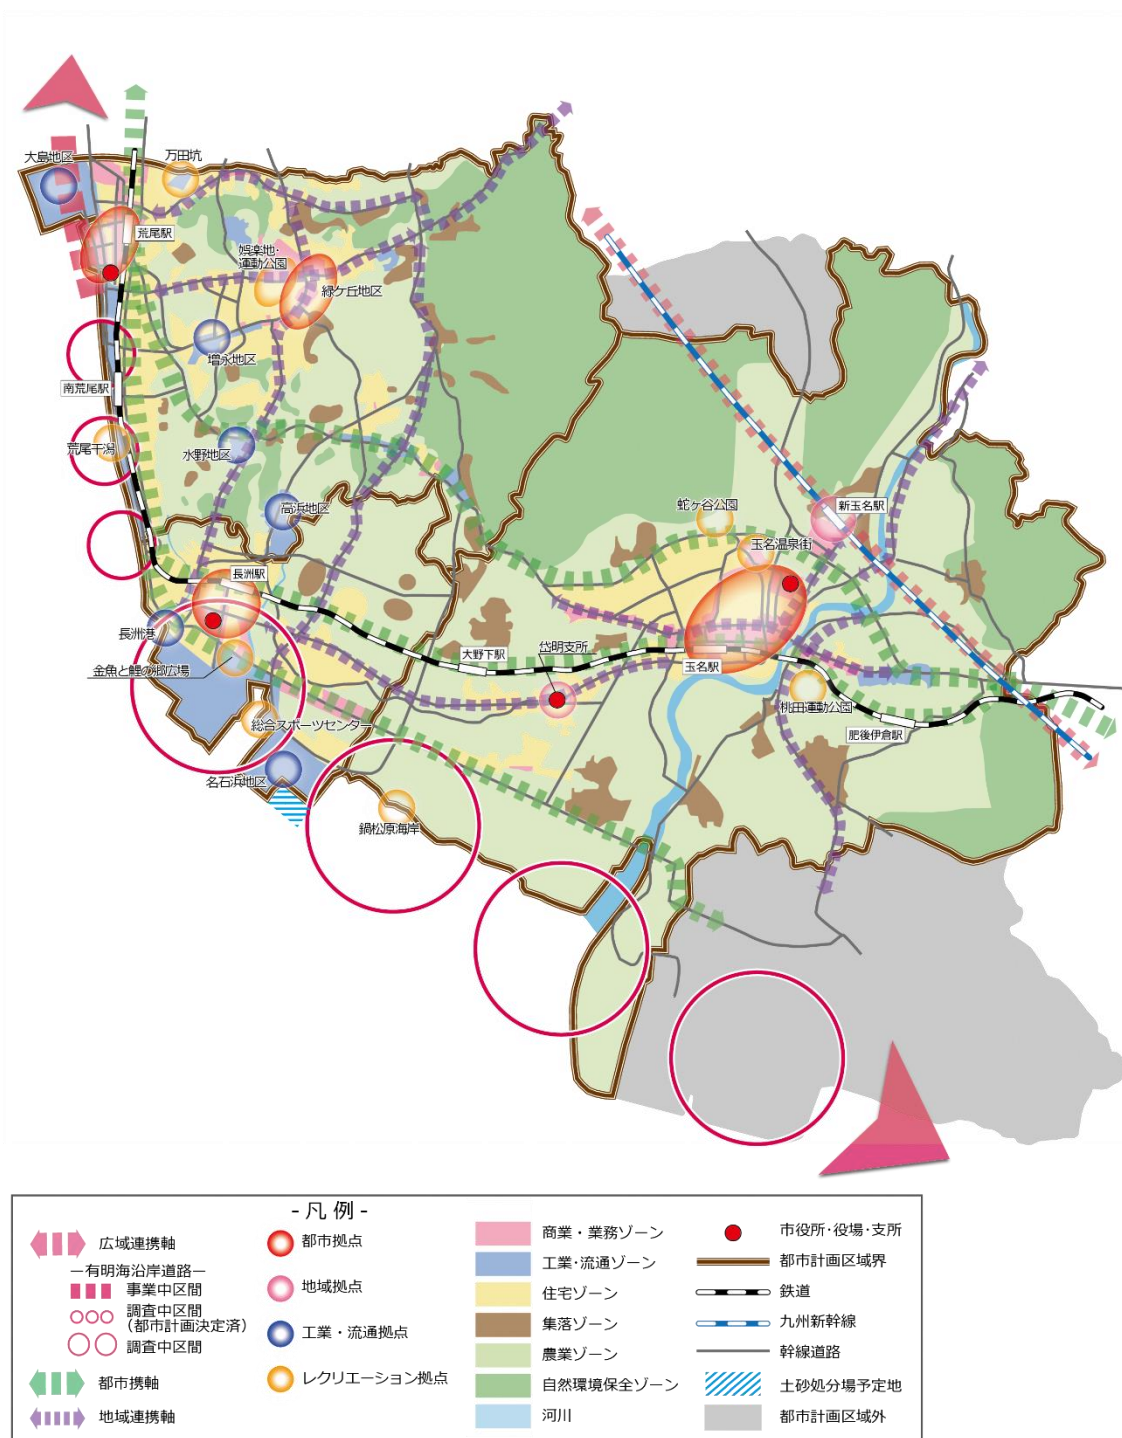 大島地区
万田坑
荒尾駅
娯楽地・
運動公園
緑ケ丘地区
増永地区
南荒尾駅
荒尾干潟
水野地区
高浜地区
蛇ヶ谷公園
新玉名駅
玉名温泉街
長洲駅
長洲港
大野下駅
岱明支所
玉名駅
金魚と鯉の郷広場
桃田運動公園
総合スポーツセンター
肥後伊倉駅
名石浜地区
鍋松原海岸
- 凡 例 -
広域連携軸
―有明海沿岸道路―
事業中区間
調査中区間
(都市計画決定済)
調査中区間
都市携軸
地域連携軸
都市拠点
地域拠点
工業・流通拠点
レクリエーション拠点
商業・業務ゾーン
工業・流通ゾーン
住宅ゾーン
集落ゾーン
農業ゾーン
自然環境保全ゾーン
河川
市役所・役場・支所
都市計画区域界
鉄道
九州新幹線
幹線道路
土砂処分場予定地
都市計画区域外